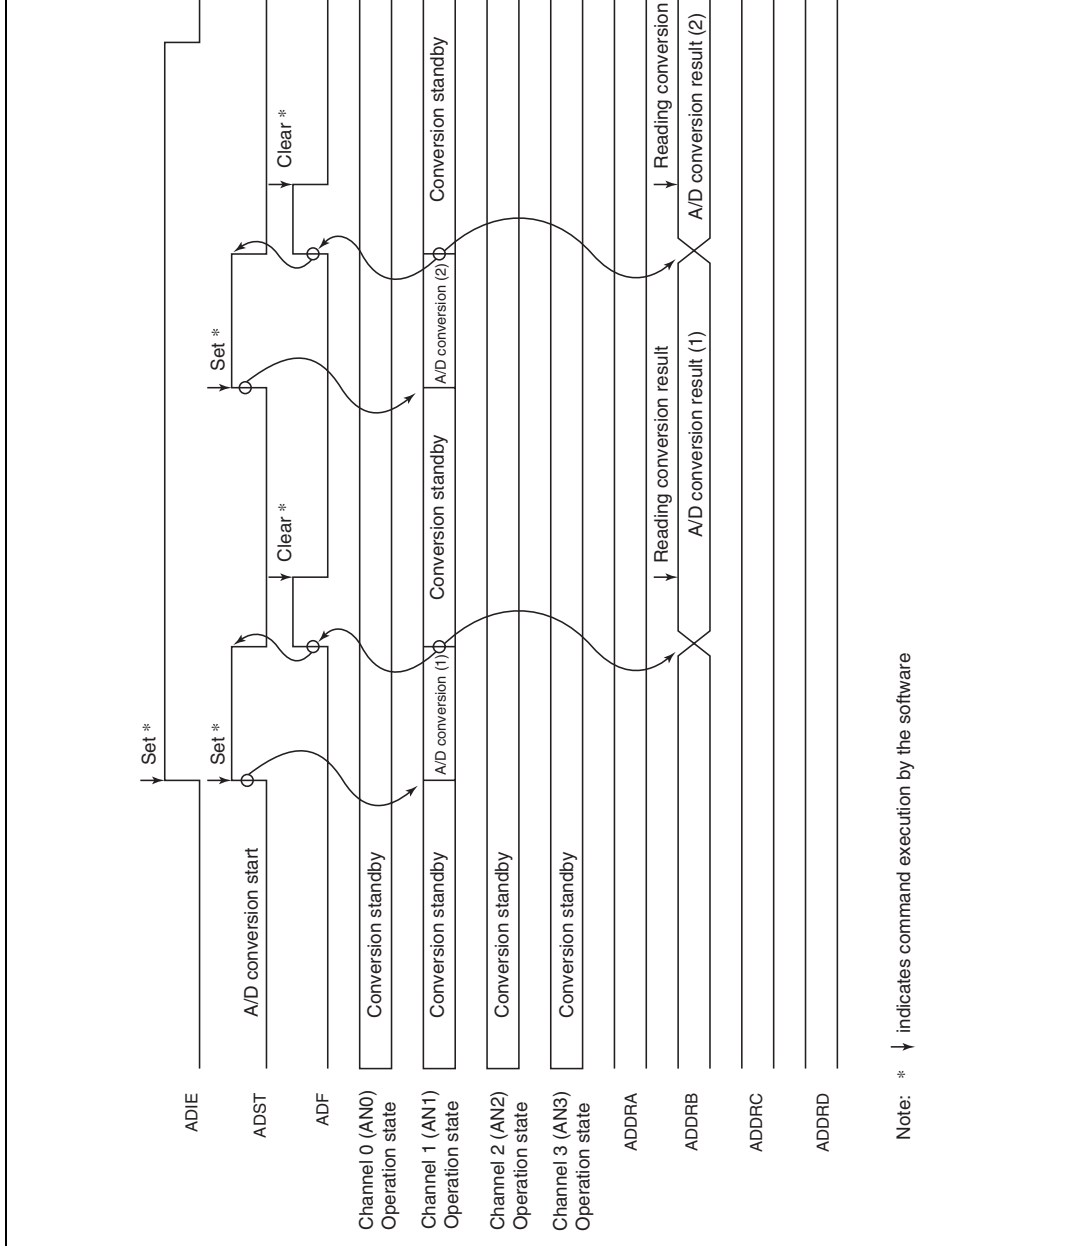 ADIE
Set *
ADST
A/D conversion start
Set *
Set *
ADF
Clear *
Clear *
Channel 0 (AN0)
Operation state
Conversion standby
Channel 1 (AN1)
Operation state
Conversion standby
A/D conversion (1)
Conversion standby
A/D conversion (2)
Conversion standby
Channel 2 (AN2)
Operation state
Conversion standby
Channel 3 (AN3)
Operation state
Conversion standby
ADDRA
Reading conversion result
Reading conversion
ADDRB
A/D conversion result (1)
A/D conversion result (2)
ADDRC
ADDRD
Note: * ↓ indicates command execution by the software